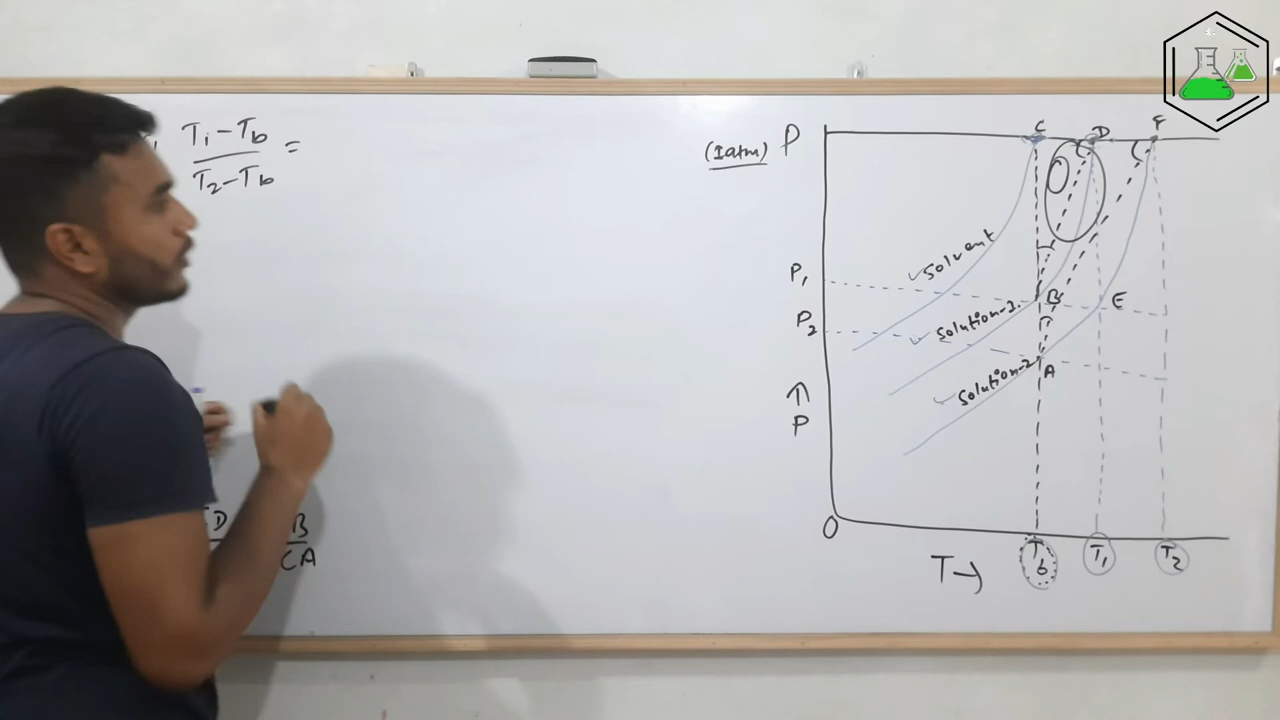 T₁ - T_b
T₂ - T_b
=
B
CA
C D F
(1atm) P
solvent
P₁
B E
P₂
solution-1.
solution-2
A
↑
P
O
T →
T_b T₁ T₂